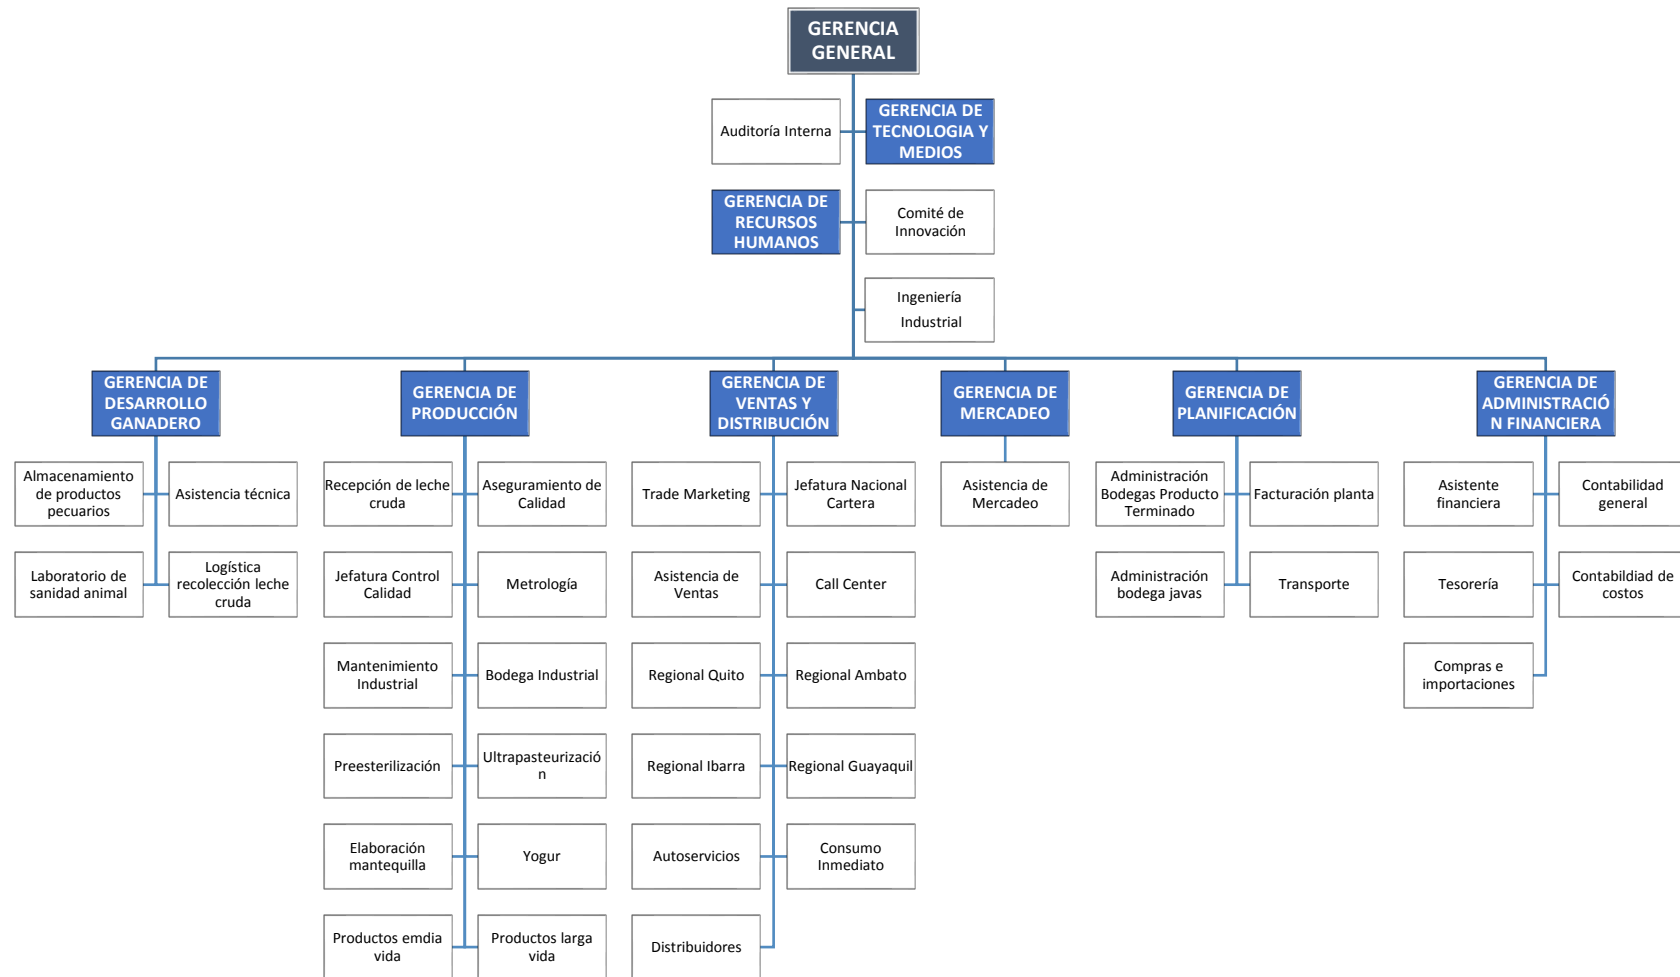 GERENCIA
GENERAL
Auditoría Interna
GERENCIA DE
TECNOLOGIA Y
MEDIOS
GERENCIA DE
RECURSOS
HUMANOS
Comité de
Innovación
Ingeniería
Industrial
GERENCIA DE
DESARROLLO
GANADERO
GERENCIA DE
PRODUCCIÓN
GERENCIA DE
VENTAS Y
DISTRIBUCIÓN
GERENCIA DE
MERCADEO
GERENCIA DE
PLANIFICACIÓN
GERENCIA DE
ADMINISTRACIÓ
N FINANCIERA
Almacenamiento
de productos
pecuarios
Asistencia técnica
Laboratorio de
sanidad animal
Logística
recolección leche
cruda
Recepción de leche
cruda
Aseguramiento de
Calidad
Jefatura Control
Calidad
Metrología
Mantenimiento
Industrial
Bodega Industrial
Preesterilización
Ultrapasteurizació
n
Elaboración
mantequilla
Yogur
Productos emdia
vida
Productos larga
vida
Trade Marketing
Jefatura Nacional
Cartera
Asistencia de
Ventas
Call Center
Regional Quito
Regional Ambato
Regional Ibarra
Regional Guayaquil
Autoservicios
Consumo
Inmediato
Distribuidores
Asistencia de
Mercadeo
Administración
Bodegas Producto
Terminado
Facturación planta
Administración
bodega javas
Transporte
Asistente
financiera
Contabilidad
general
Tesorería
Contabildiad de
costos
Compras e
importaciones